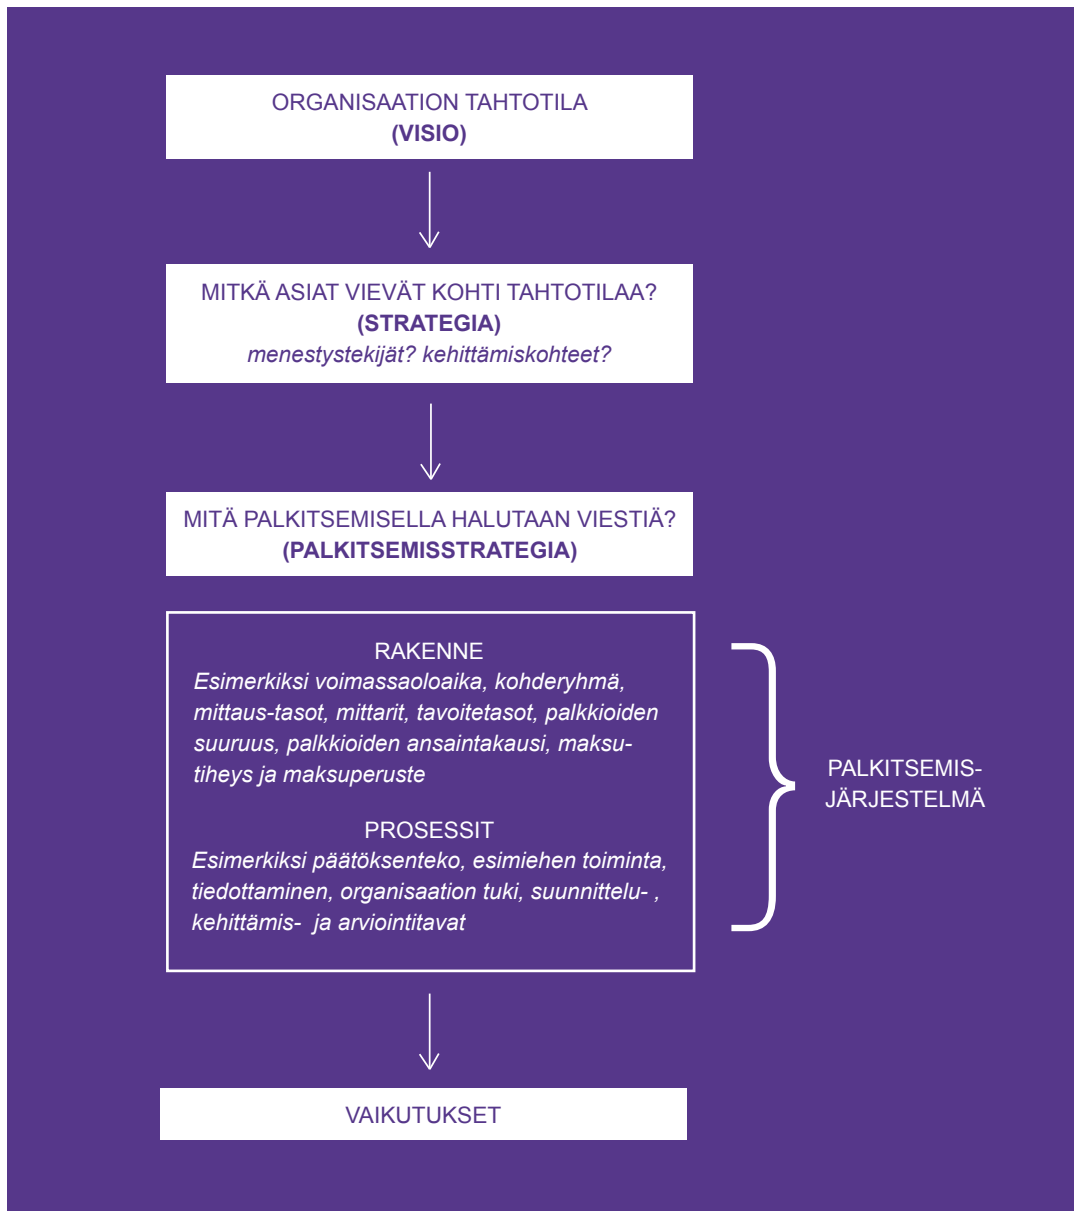 ORGANISAATION TAHTOTILA
(VISIO)
MITKÄ ASIAT VIEVÄT KOHTI TAHTOTILAA?
(STRATEGIA)
menestystekijät? kehittämiskohteet?
MITÄ PALKITSEMISELLA HALUTAAN VIESTIÄ?
(PALKITSEMISSTRATEGIA)
RAKENNE
Esimerkiksi voimassaoloaika, kohderyhmä,
mittaus-tasot, mittarit, tavoitetasot, palkkioiden
suuruus, palkkioiden ansaintakausi, maksu-
tiheys ja maksuperuste
PROSESSIT
Esimerkiksi päätöksenteko, esimiehen toiminta,
tiedottaminen, organisaation tuki, suunnittelu- ,
kehittämis-  ja arviointitavat
PALKITSEMIS-
JÄRJESTELMÄ
VAIKUTUKSET